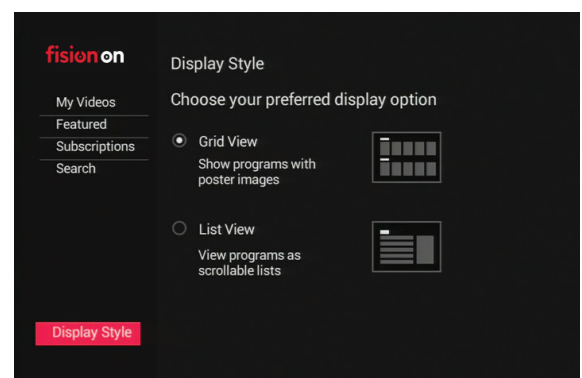 fision on
My Videos
Featured
Subscriptions
Search
Display Style
Display Style
Choose your preferred display option
Grid View
Show programs with
poster images
List View
View programs as
scrollable lists